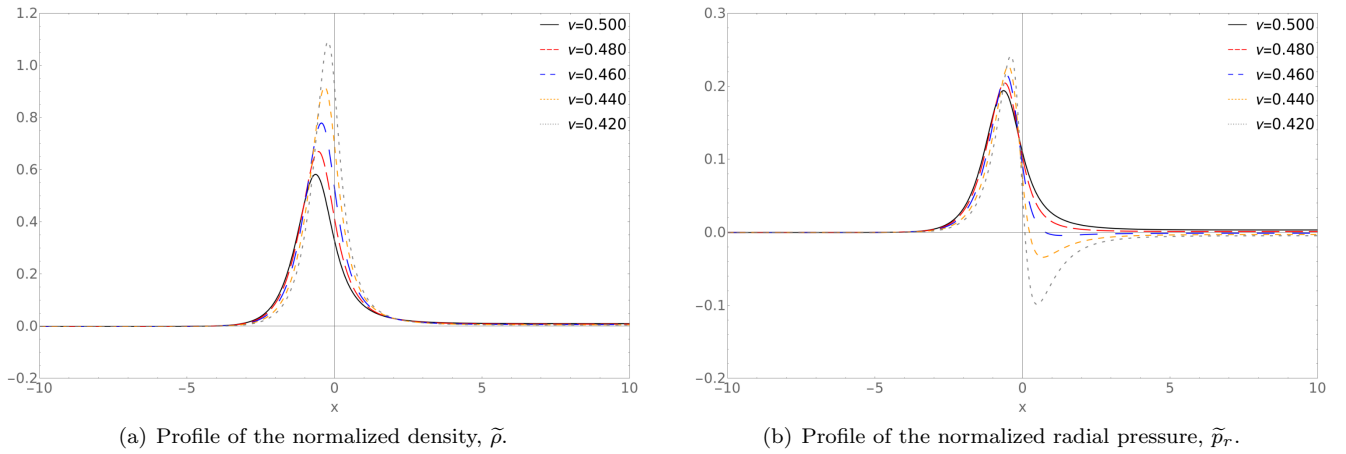 1.2
1.0
0.8
0.6
0.4
0.2
0.0
−0.2
−10
−5
0
5
10
x
v=0.500
v=0.480
v=0.460
v=0.440
v=0.420
(a) Profile of the normalized density, ρ̃.
0.3
0.2
0.1
0.0
−0.1
−0.2
−10
−5
0
5
10
x
v=0.500
v=0.480
v=0.460
v=0.440
v=0.420
(b) Profile of the normalized radial pressure, p̃ᵣ.